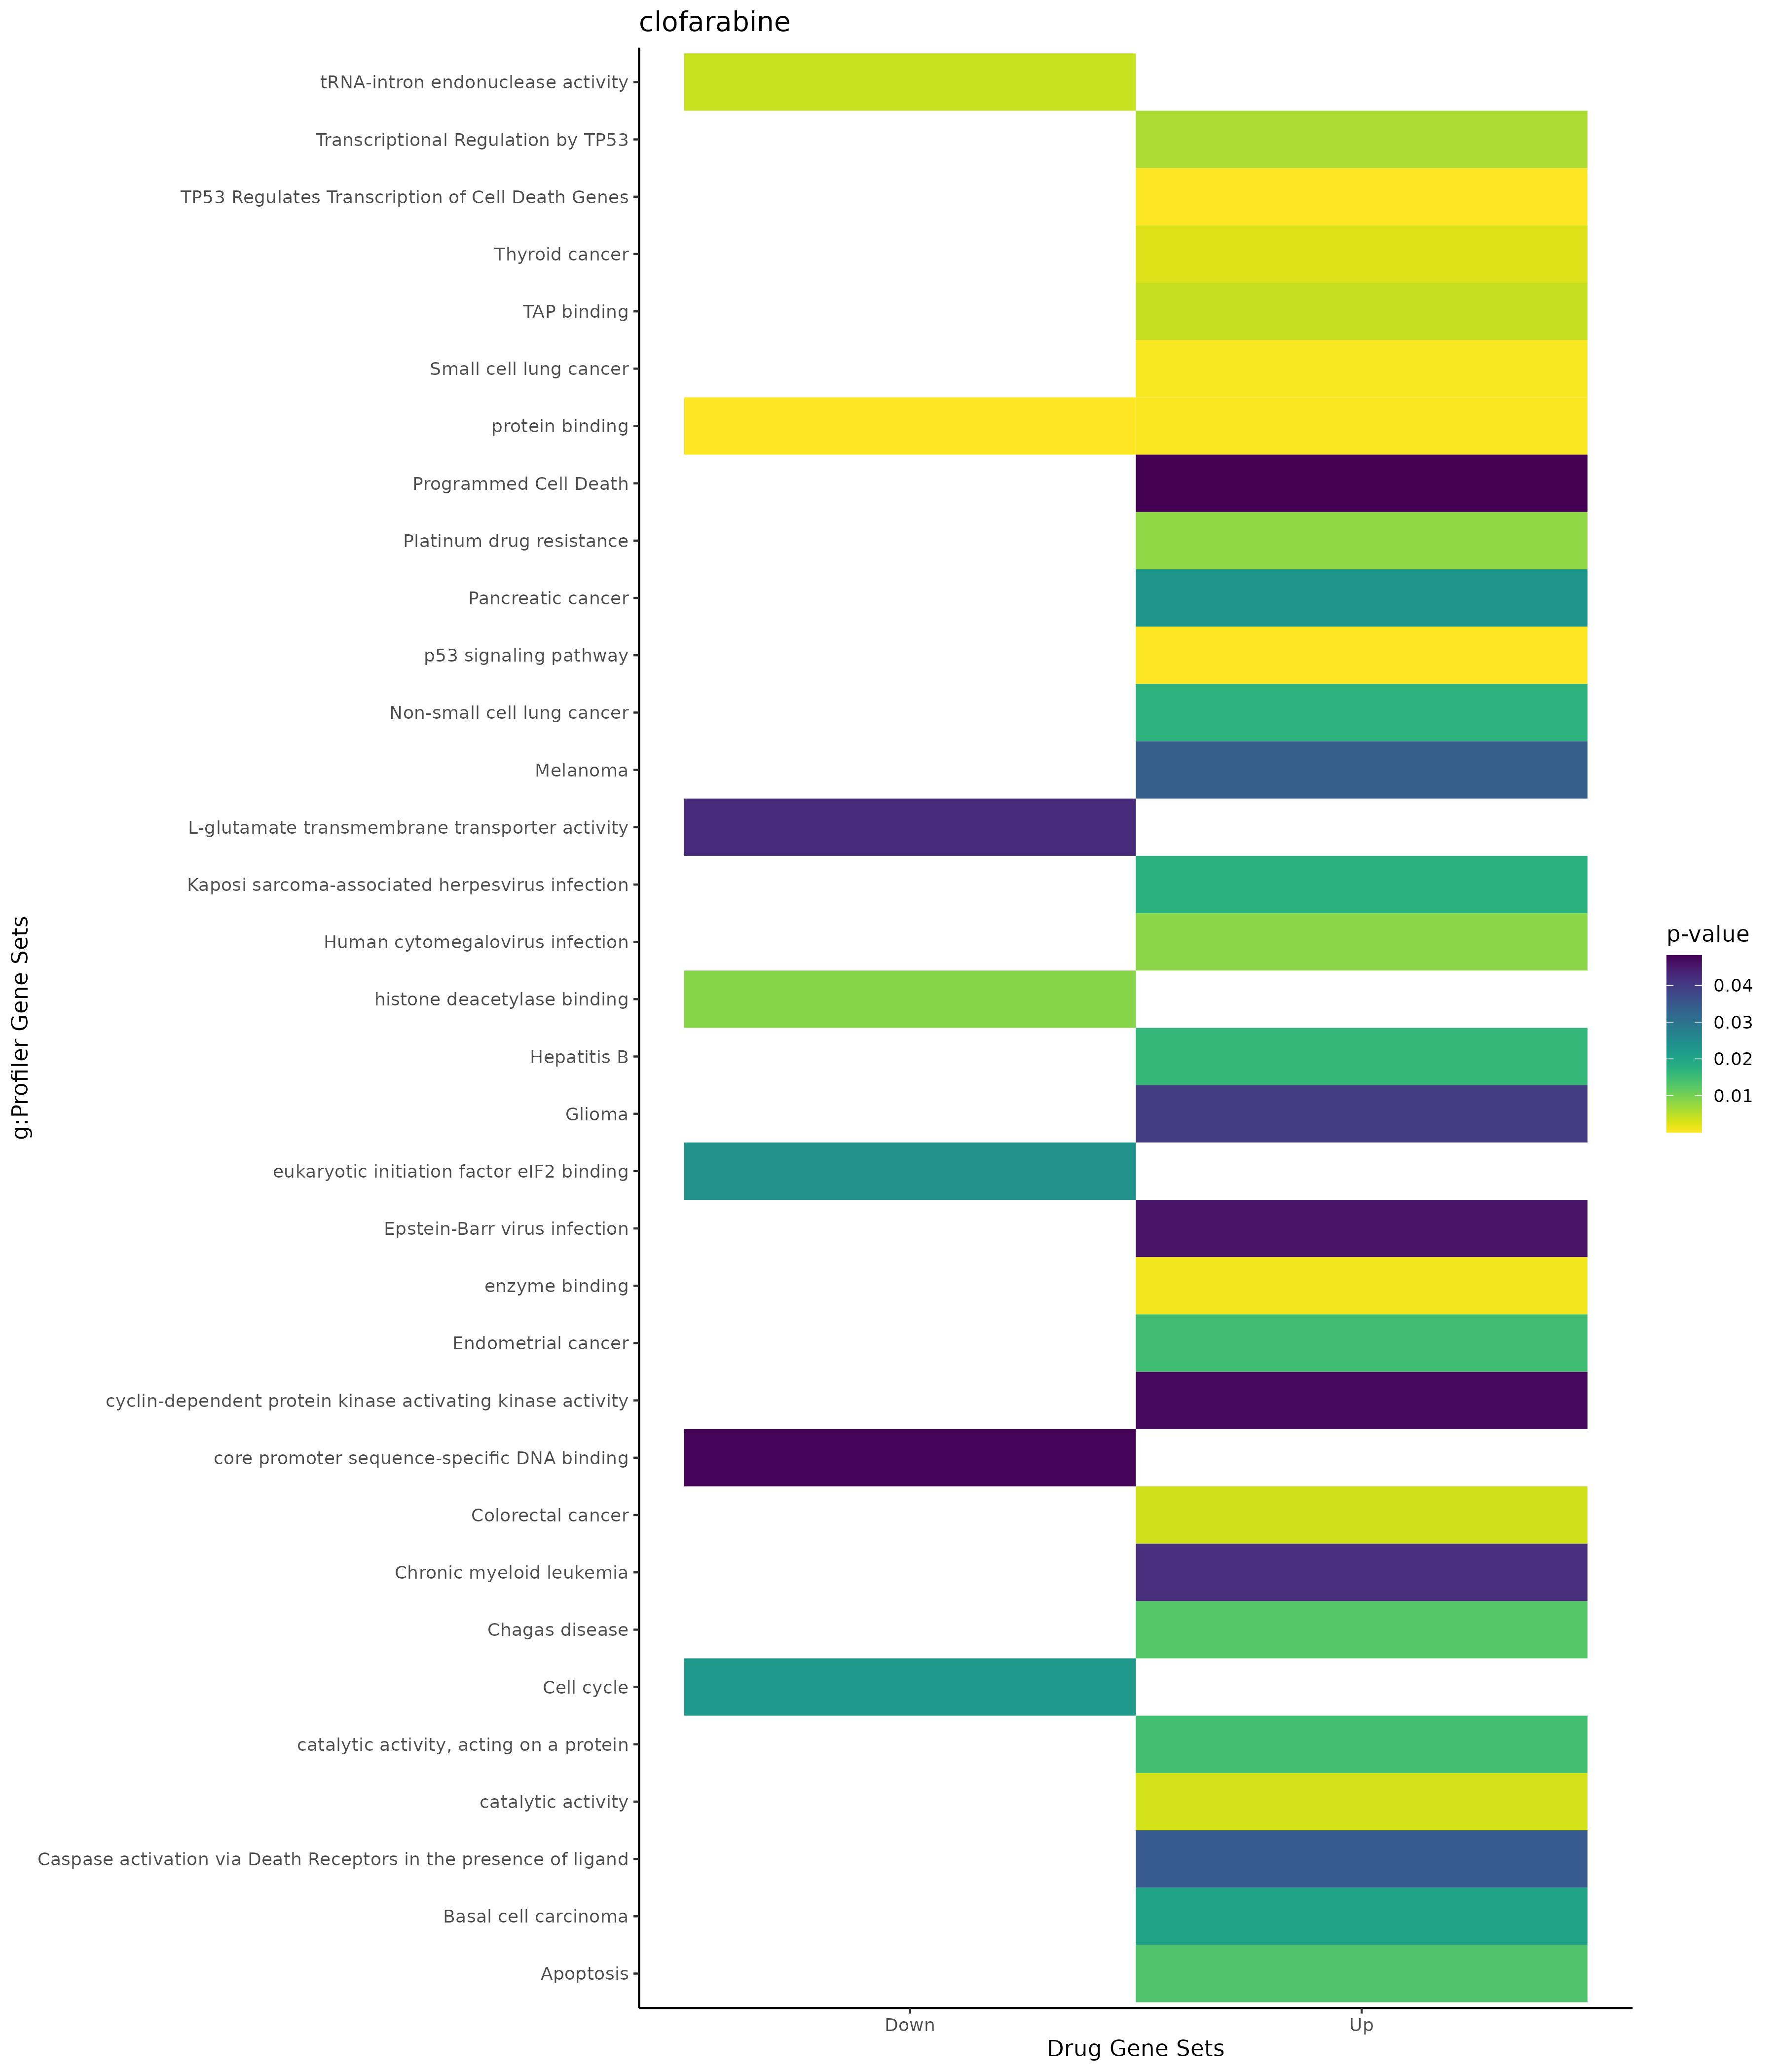 clofarabine
tRNA-intron endonuclease activity
Transcriptional Regulation by TP53
TP53 Regulates Transcription of Cell Death Genes
Thyroid cancer
TAP binding
Small cell lung cancer
protein binding
Programmed Cell Death
Platinum drug resistance
Pancreatic cancer
p53 signaling pathway
Non-small cell lung cancer
Melanoma
L-glutamate transmembrane transporter activity
Kaposi sarcoma-associated herpesvirus infection
Human cytomegalovirus infection
histone deacetylase binding
Hepatitis B
Glioma
eukaryotic initiation factor eIF2 binding
Epstein-Barr virus infection
enzyme binding
Endometrial cancer
cyclin-dependent protein kinase activating kinase activity
core promoter sequence-specific DNA binding
Colorectal cancer
Chronic myeloid leukemia
Chagas disease
Cell cycle
catalytic activity, acting on a protein
catalytic activity
Caspase activation via Death Receptors in the presence of ligand
Basal cell carcinoma
Apoptosis
g:Profiler Gene Sets
Down
Up
Drug Gene Sets
p-value
0.04
0.03
0.02
0.01